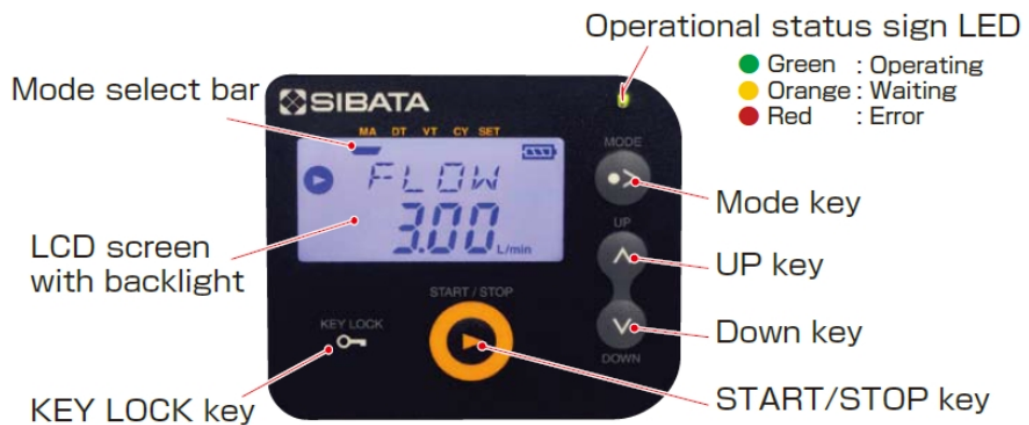 Operational status sign LED
Green : Operating
Orange : Waiting
Red : Error
Mode select bar
SIBATA
MA DT VT CY SET
MODE
FLOW
3.00 L/min
Mode key
UP
LCD screen
with backlight
UP key
START / STOP
KEY LOCK
Down key
DOWN
KEY LOCK key
START/STOP key